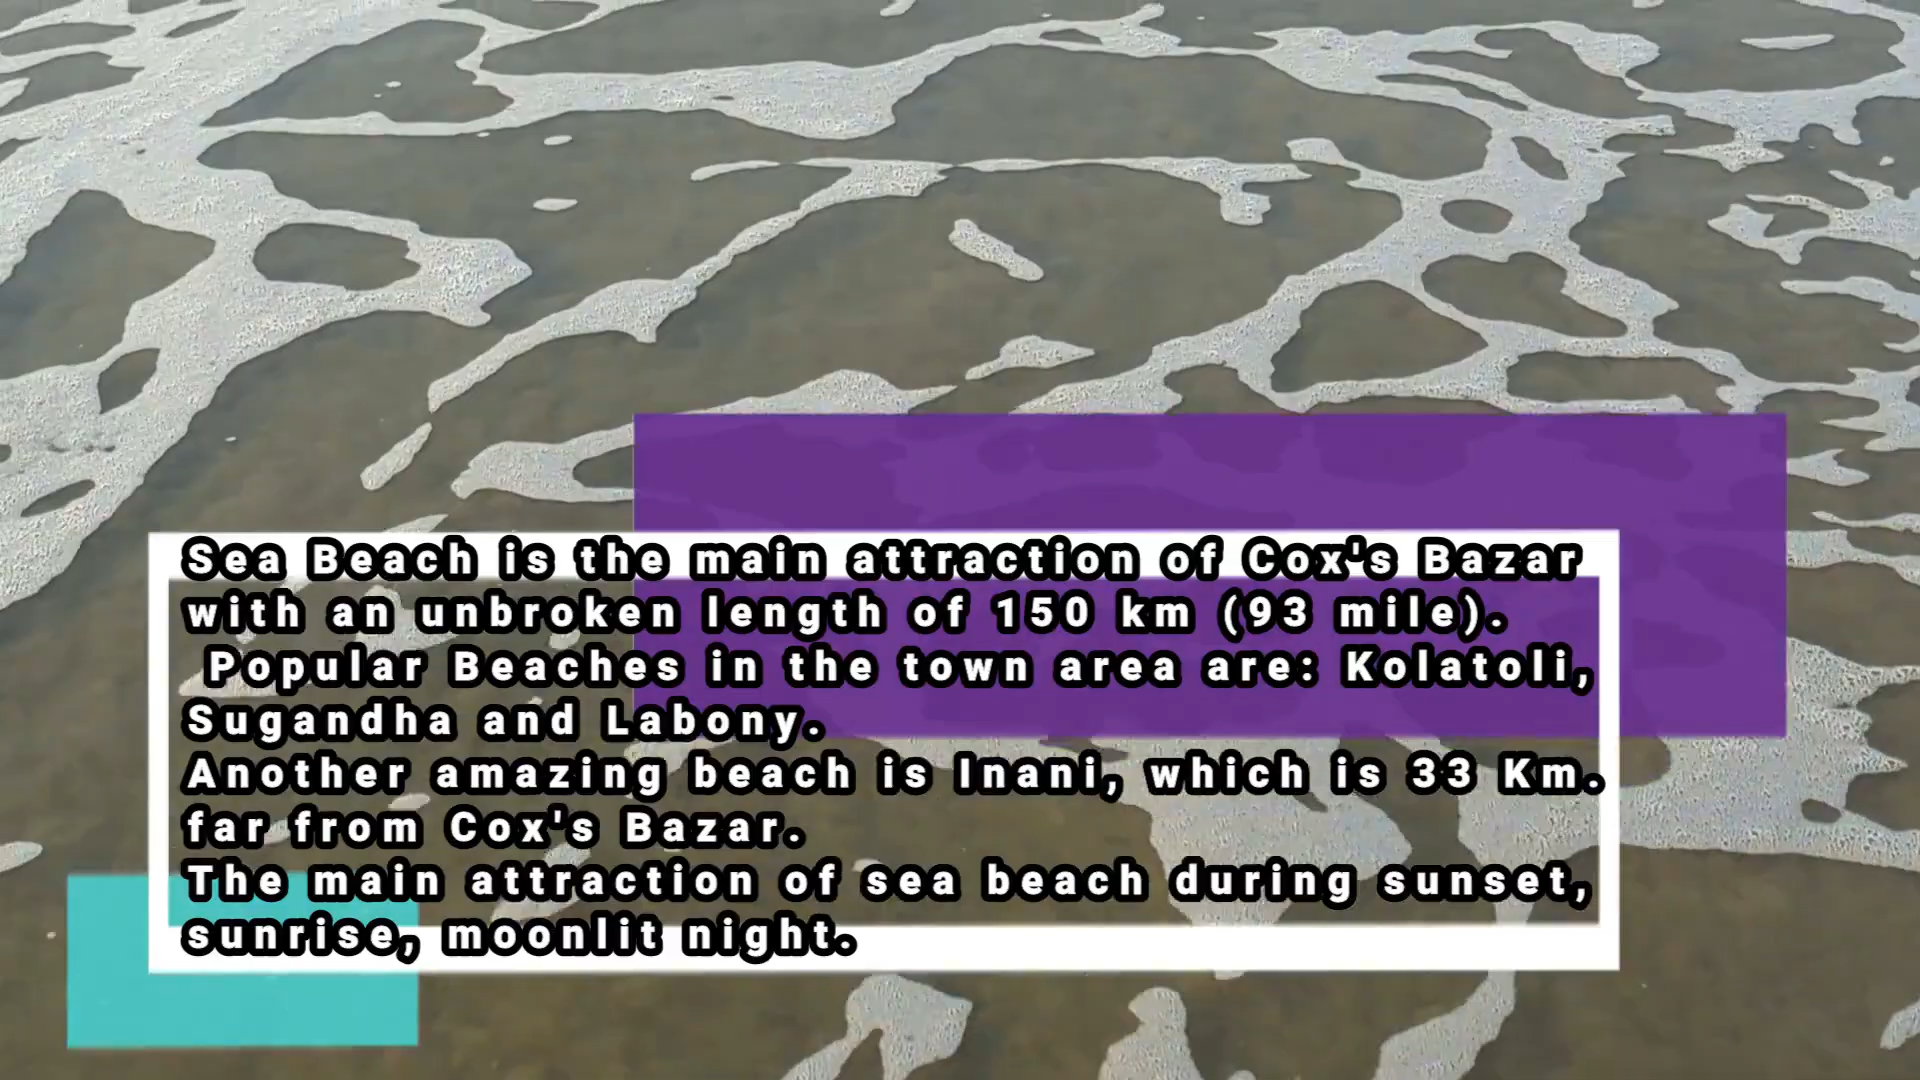 Sea Beach is the main attraction of Cox's Bazar
with an unbroken length of 150 km (93 mile).
Popular Beaches in the town area are: Kolatoli,
Sugandha and Labony.
Another amazing beach is Inani, which is 33 Km.
far from Cox's Bazar.
The main attraction of sea beach during sunset,
sunrise, moonlit night.